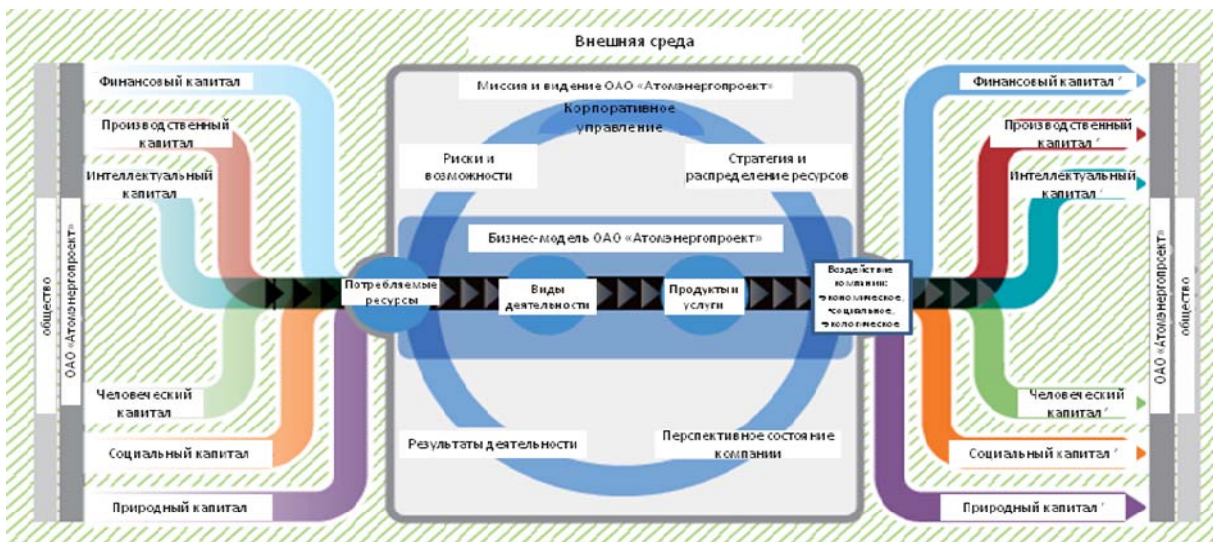 Внешняя среда
Миссия и видение ОАО «Атомэнергопроект»
Корпоративное
управление
Риски и
возможности
Стратегия и
распределение ресурсов
Бизнес-модель ОАО «Атомэнергопроект»
Потребляемые
ресурсы
Виды
деятельности
Продукты и
услуги
Воздействие
компании:
•экономическое,
•социальное,
•экологическое
Результаты деятельности
Перспективное состояние
компании
общество
ОАО «Атомэнергопроект»
Финансовый капитал
Производственный
капитал
Интеллектуальный
капитал
Человеческий
капитал
Социальный капитал
Природный капитал
Финансовый капитал ‘
Производственный
капитал ‘
Интеллектуальный
капитал ‘
Человеческий
капитал ‘
Социальный капитал ‘
Природный капитал ‘
ОАО «Атомэнергопроект»
общество